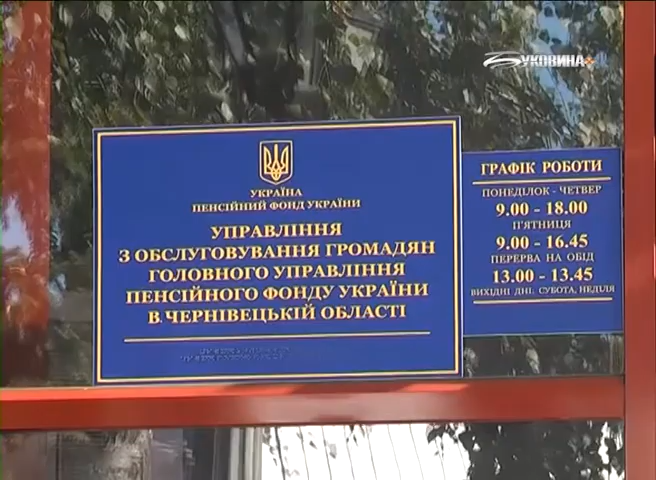 БУКОВИНА+
УКРАЇНА
ПЕНСІЙНИЙ ФОНД УКРАЇНИ
УПРАВЛІННЯ
З ОБСЛУГОВУВАННЯ ГРОМАДЯН
ГОЛОВНОГО УПРАВЛІННЯ
ПЕНСІЙНОГО ФОНДУ УКРАЇНИ
В ЧЕРНІВЕЦЬКІЙ ОБЛАСТІ
ГРАФІК РОБОТИ
ПОНЕДІЛОК - ЧЕТВЕР
9.00 - 18.00
П'ЯТНИЦЯ
9.00 - 16.45
ПЕРЕРВА НА ОБІД
13.00 - 13.45
ВИХІДНІ ДНІ: СУБОТА, НЕДІЛЯ